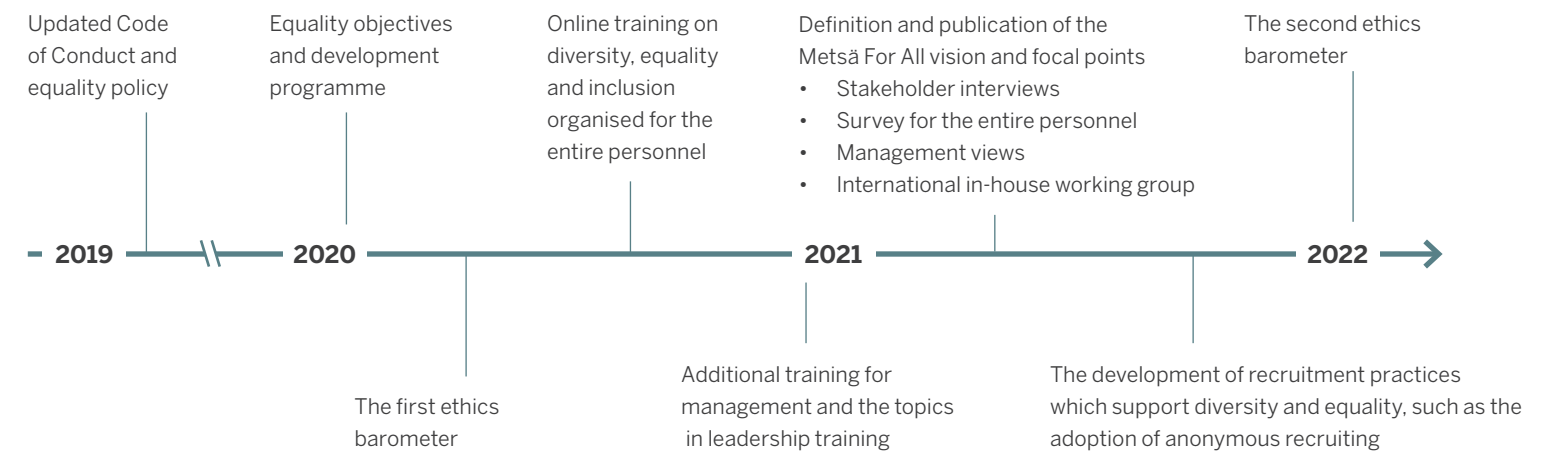 Updated Code
of Conduct and
equality policy
Equality objectives
and development
programme
Online training on
diversity, equality
and inclusion
organised for the
entire personnel
Definition and publication of the
Metsä For All vision and focal points
• Stakeholder interviews
• Survey for the entire personnel
• Management views
• International in-house working group
The second ethics
barometer
2019
2020
2021
2022
The first ethics
barometer
Additional training for
management and the topics
in leadership training
The development of recruitment practices
which support diversity and equality, such as the
adoption of anonymous recruiting